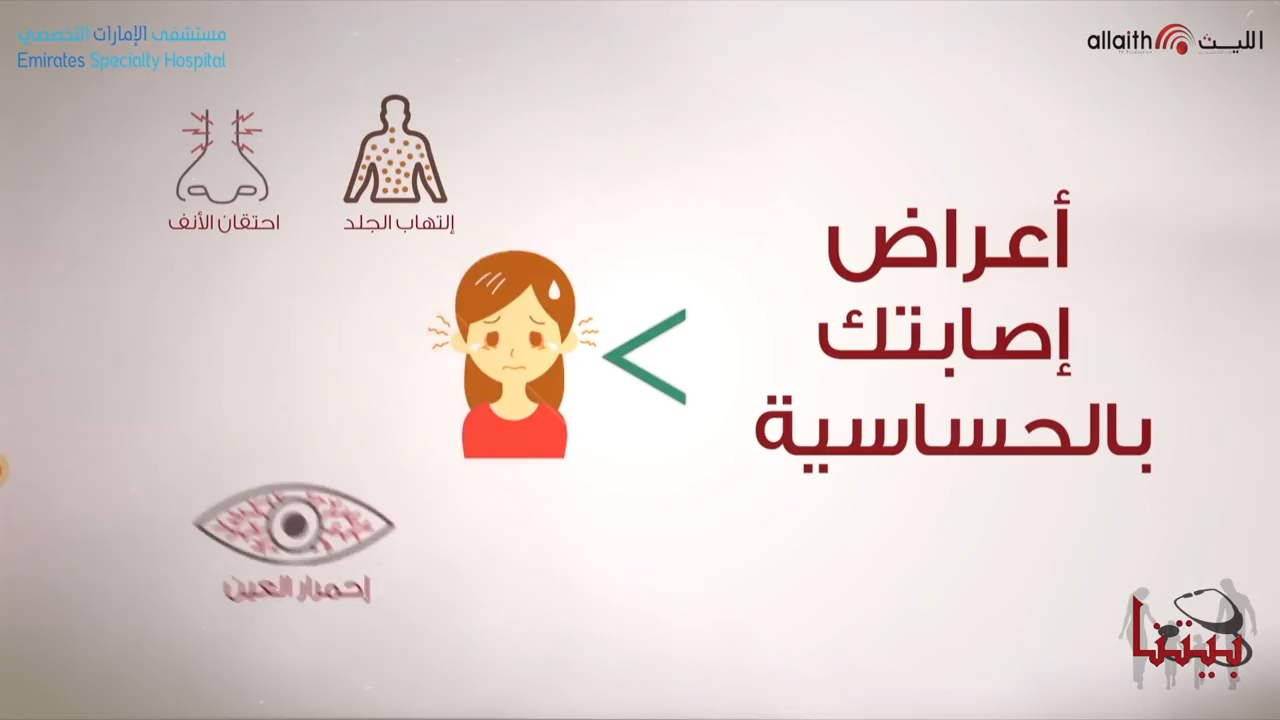 مستشفى الإمارات التخصصي
Emirates Specialty Hospital
allaith الليث
أعراض
إصابتك
بالحساسية
إلتهاب الجلد
احتقان الأنف
إحمرار العين
بيتنا